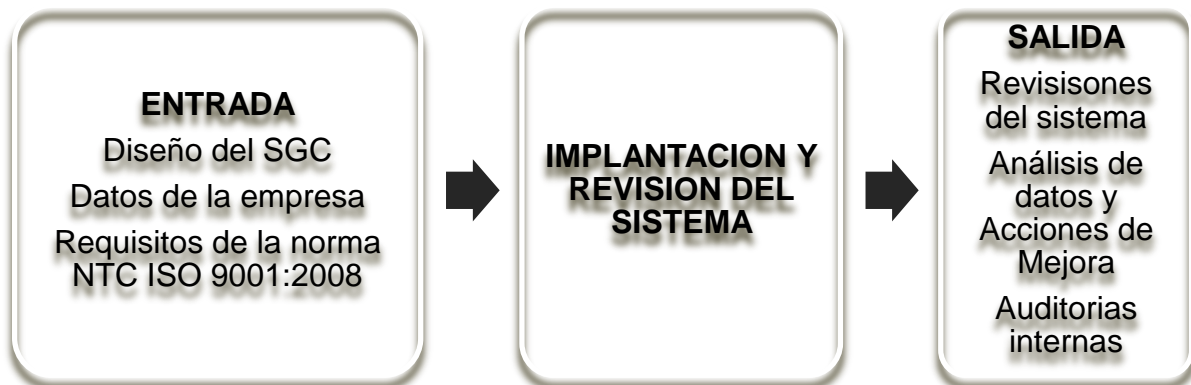 ENTRADA
Diseño del SGC
Datos de la empresa
Requisitos de la norma
NTC ISO 9001:2008
IMPLANTACION Y
REVISION DEL
SISTEMA
SALIDA
Revisisones
del sistema
Análisis de
datos y
Acciones de
Mejora
Auditorias
internas